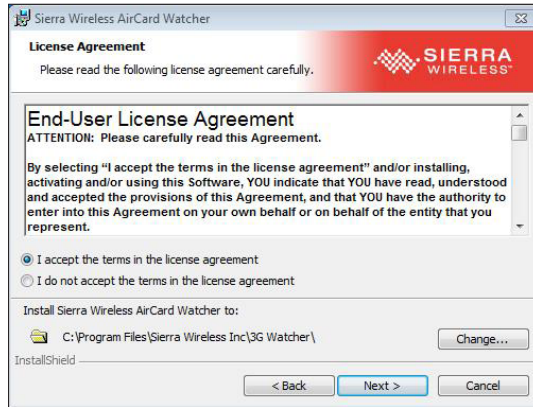 Sierra Wireless AirCard Watcher
License Agreement
Please read the following license agreement carefully.
SIERRA
WIRELESS™
End-User License Agreement
ATTENTION: Please carefully read this Agreement.
By selecting “I accept the terms in the license agreement” and/or installing,
activating and/or using this Software, YOU indicate that YOU have read, understood
and accepted the provisions of this Agreement, and that YOU have the authority to
enter into this Agreement on your own behalf or on behalf of the entity that you
represent.
I accept the terms in the license agreement
I do not accept the terms in the license agreement
Install Sierra Wireless AirCard Watcher to:
C:\Program Files\Sierra Wireless Inc\3G Watcher\
Change...
InstallShield
< Back
Next >
Cancel